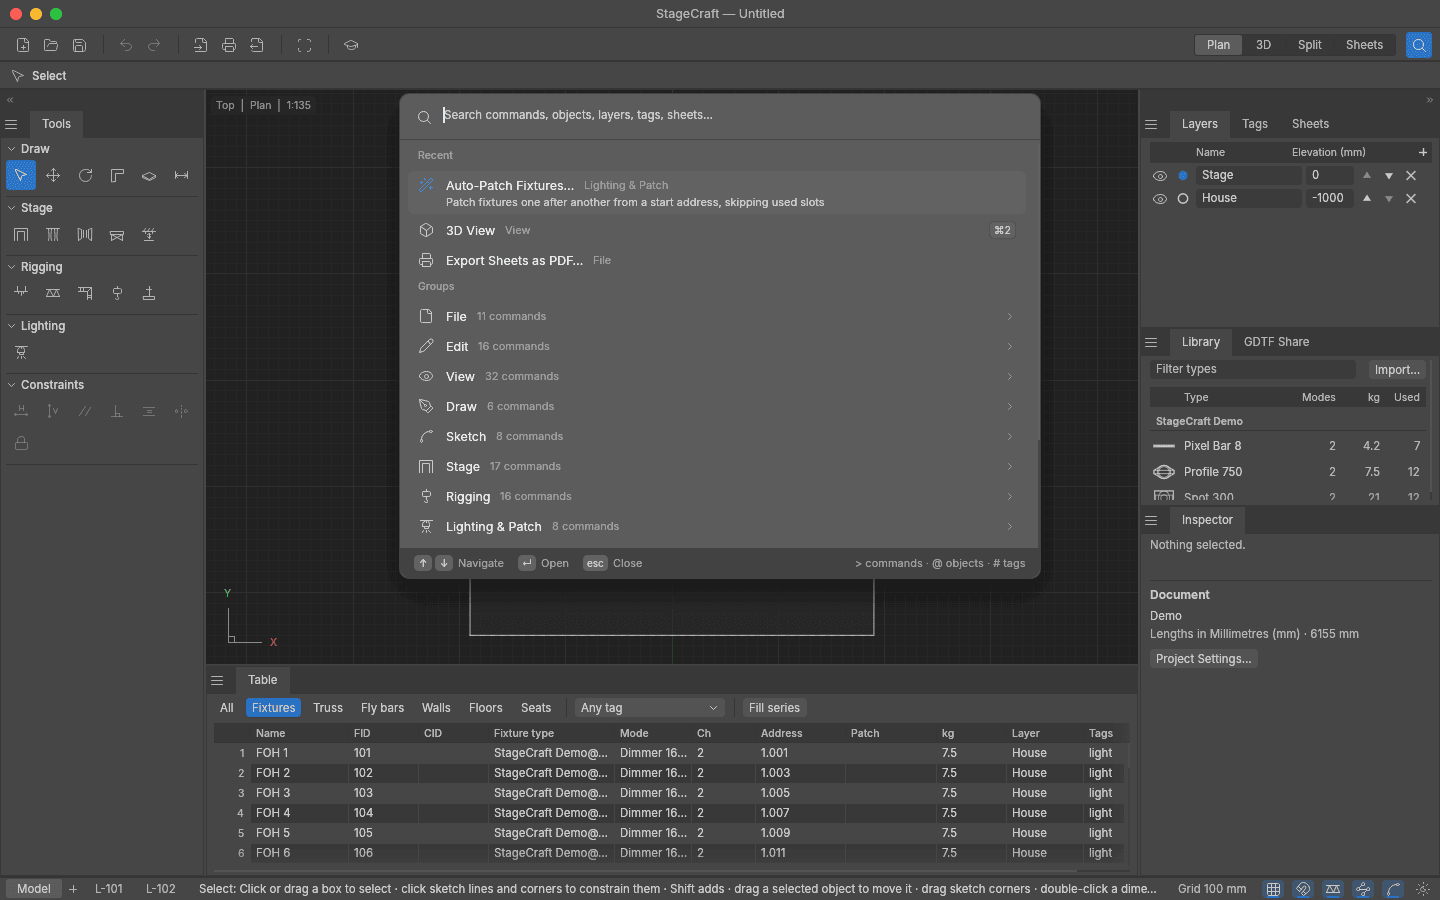 StageCraft — Untitled
Plan 3D Split Sheets
Select
Top | Plan | 1:135
Search commands, objects, layers, tags, sheets...
Tools
Draw
Stage
Rigging
Lighting
Constraints
Recent
Auto-Patch Fixtures... Lighting & Patch
Patch fixtures one after another from a start address, skipping used slots
3D View View ⌘2
Export Sheets as PDF... File
Groups
File 11 commands
Edit 16 commands
View 32 commands
Draw 6 commands
Sketch 8 commands
Stage 17 commands
Rigging 16 commands
Lighting & Patch 8 commands
↑ ↓ Navigate ↵ Open esc Close > commands · @ objects · # tags
Y
X
Layers Tags Sheets
Name Elevation (mm) +
Stage 0
House -1000
Library GDTF Share
Filter types Import...
Type Modes kg Used
StageCraft Demo
Pixel Bar 8 2 4.2 7
Profile 750 2 7.5 12
Spot 300 2 21 12
Inspector
Nothing selected.
Document
Demo
Lengths in Millimetres (mm) · 6155 mm
Project Settings...
Table
All Fixtures Truss Fly bars Walls Floors Seats Any tag Fill series
Name FID CID Fixture type Mode Ch Address Patch kg Layer Tags
1 FOH 1 101 StageCraft Demo@... Dimmer 16... 2 1.001 7.5 House light
2 FOH 2 102 StageCraft Demo@... Dimmer 16... 2 1.003 7.5 House light
3 FOH 3 103 StageCraft Demo@... Dimmer 16... 2 1.005 7.5 House light
4 FOH 4 104 StageCraft Demo@... Dimmer 16... 2 1.007 7.5 House light
5 FOH 5 105 StageCraft Demo@... Dimmer 16... 2 1.009 7.5 House light
6 FOH 6 106 StageCraft Demo@... Dimmer 16... 2 1.011 7.5 House light
Model + L-101 L-102 Select: Click or drag a box to select · click sketch lines and corners to constrain them · Shift adds · drag a selected object to move it · drag sketch corners · double-click a dime... Grid 100 mm